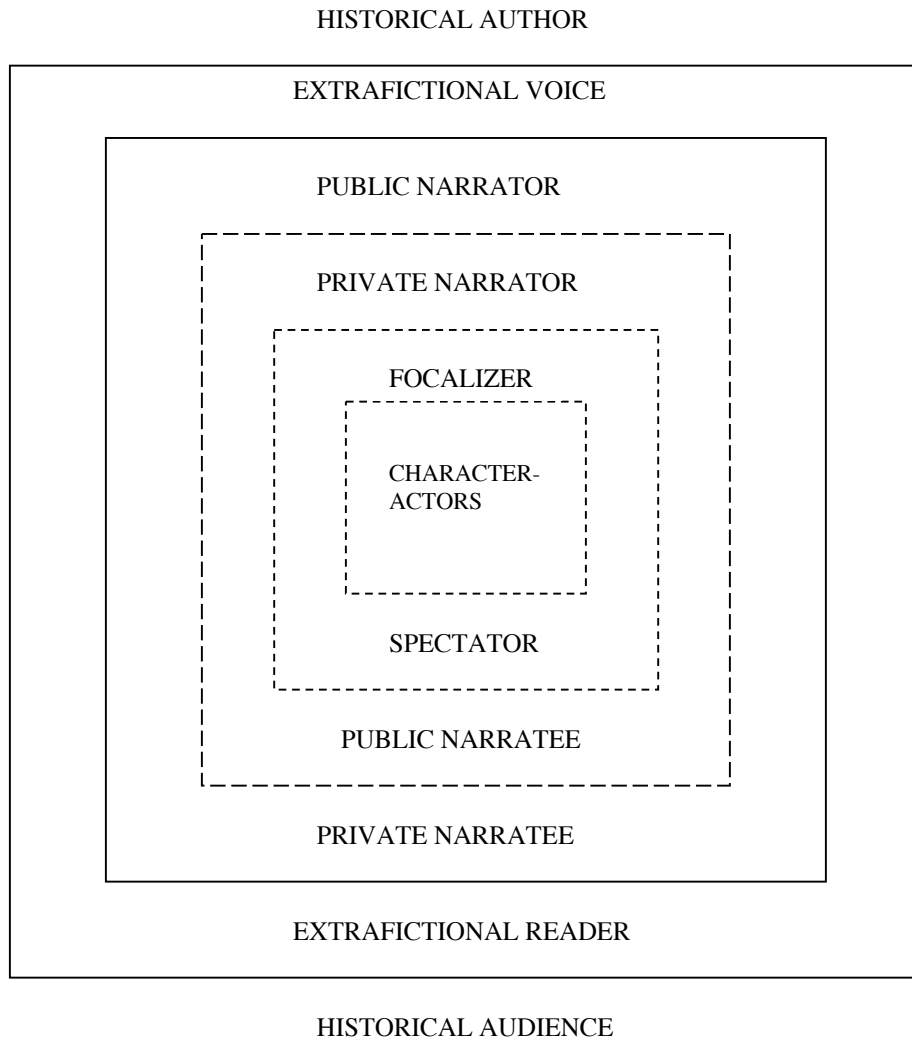 HISTORICAL AUTHOR
EXTRAFICTIONAL VOICE
PUBLIC NARRATOR
PRIVATE NARRATOR
FOCALIZER
CHARACTER-
ACTORS
SPECTATOR
PUBLIC NARRATEE
PRIVATE NARRATEE
EXTRAFICTIONAL READER
HISTORICAL AUDIENCE